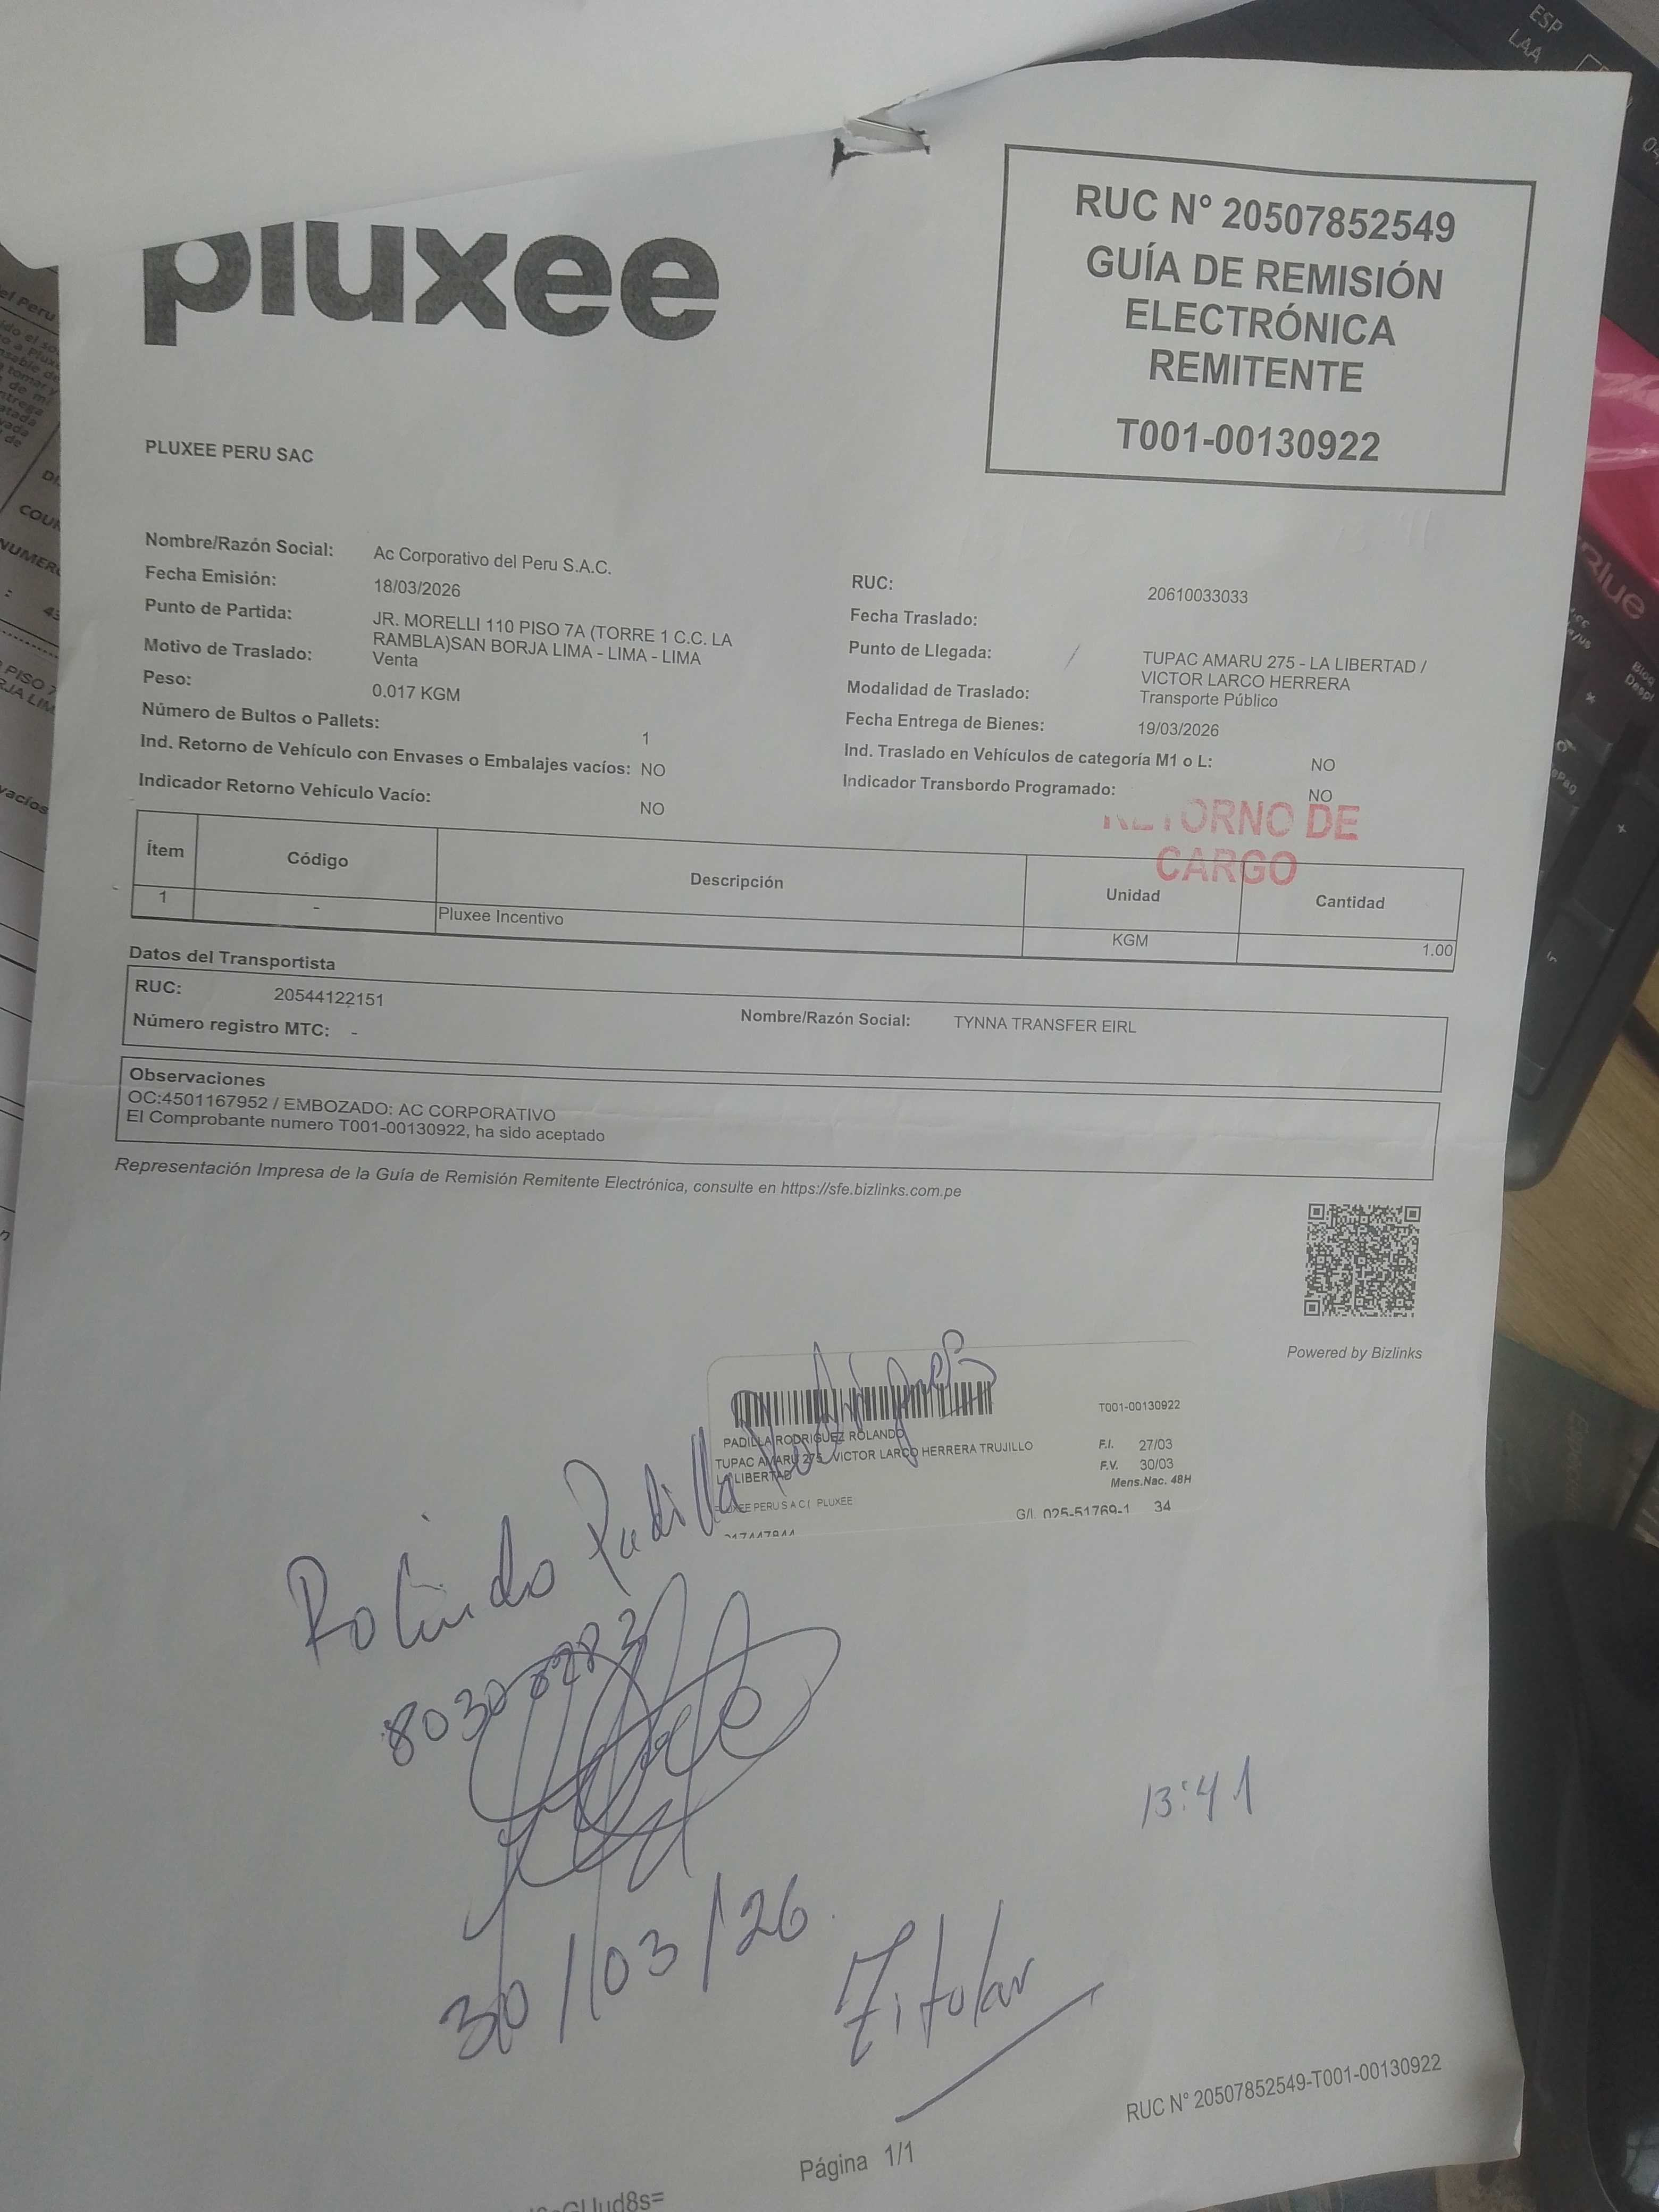 ESP
LAA
pluxee
RUC N° 20507852549
GUÍA DE REMISIÓN
ELECTRÓNICA
REMITENTE
T001-00130922
PLUXEE PERU SAC
Nombre/Razón Social: Ac Corporativo del Peru S.A.C.
RUC: 20610033033
Fecha Emisión: 18/03/2026
Fecha Traslado:
Punto de Partida: JR. MORELLI 110 PISO 7A (TORRE 1 C.C. LA
RAMBLA)SAN BORJA LIMA - LIMA - LIMA
Punto de Llegada: TUPAC AMARU 275 - LA LIBERTAD /
VICTOR LARCO HERRERA
Motivo de Traslado: Venta
Modalidad de Traslado: Transporte Público
Peso: 0.017 KGM
Fecha Entrega de Bienes: 19/03/2026
Número de Bultos o Pallets: 1
Ind. Traslado en Vehículos de categoría M1 o L: NO
Ind. Retorno de Vehículo con Envases o Embalajes vacíos: NO
Indicador Transbordo Programado: NO
Indicador Retorno Vehículo Vacío: NO
RETORNO DE
CARGO
Ítem Código Descripción Unidad Cantidad
1 - Pluxee Incentivo KGM 1.00
Datos del Transportista
RUC: 20544122151
Nombre/Razón Social: TYNNA TRANSFER EIRL
Número registro MTC: -
Observaciones
OC:4501167952 / EMBOZADO: AC CORPORATIVO
El Comprobante numero T001-00130922, ha sido aceptado
Representación Impresa de la Guía de Remisión Remitente Electrónica, consulte en https://sfe.bizlinks.com.pe
Powered by Bizlinks
T001-00130922
PADILLA RODRIGUEZ ROLANDO
TUPAC AMARU 275 VICTOR LARCO HERRERA TRUJILLO
LA LIBERTAD
F.I. 27/03
F.V. 30/03
Mens.Nac. 48H
PLUXEE PERU S A C | PLUXEE
G/L 025-51769-1 34
Rolando Padilla
13:41
30/03/26
Titular
RUC N° 20507852549-T001-00130922
Página 1/1